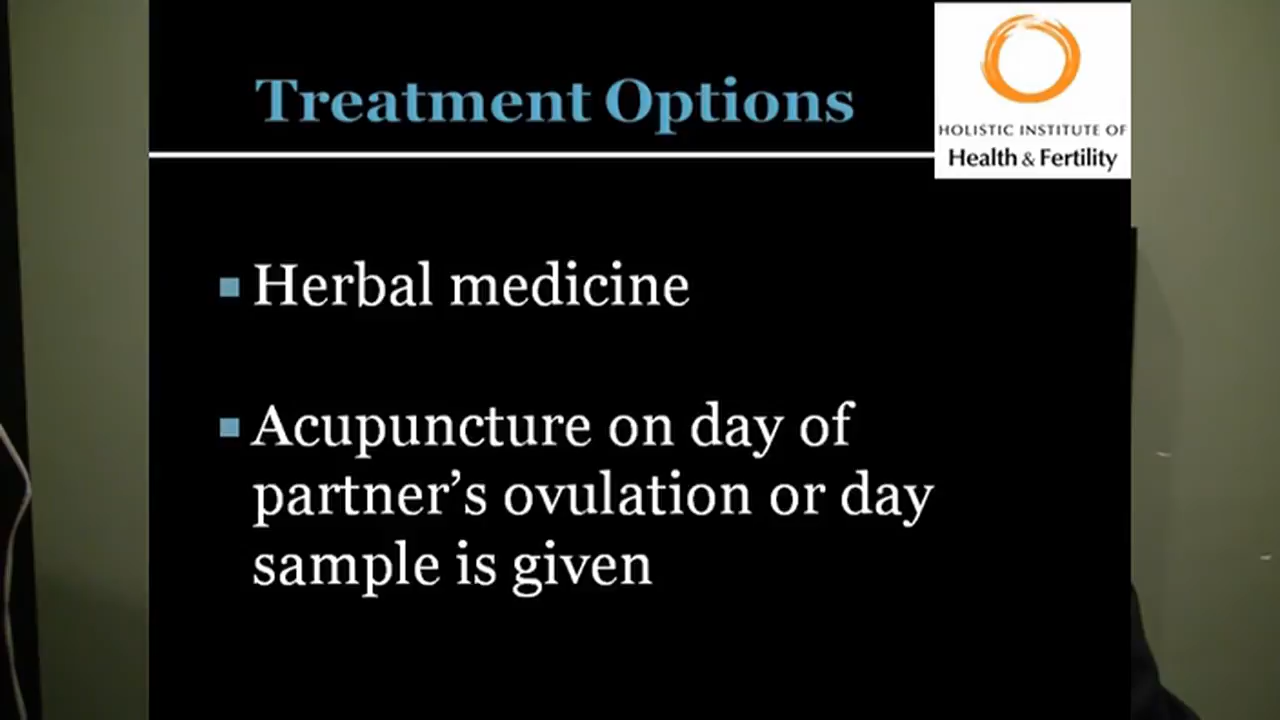 Treatment Options
HOLISTIC INSTITUTE OF
Health & Fertility
Herbal medicine
Acupuncture on day of
partner’s ovulation or day
sample is given